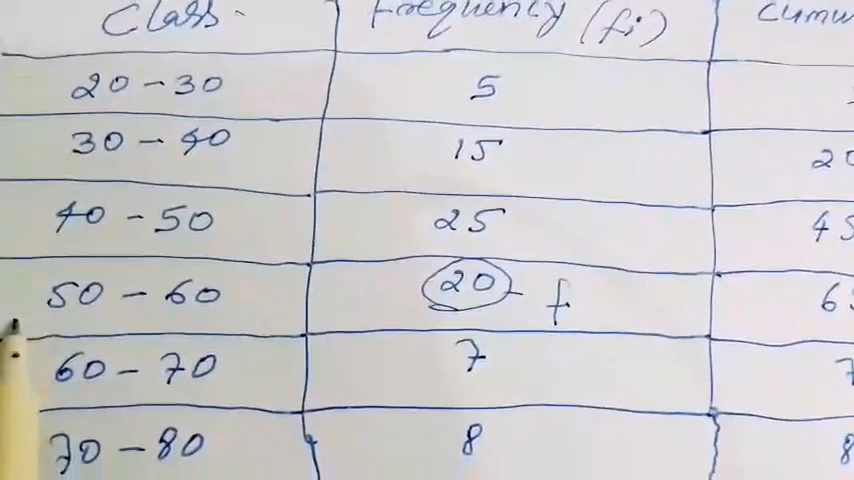 Class. Frequency (fi)
20 - 30 5
30 - 40 15 20
40 - 50 25 45
50 - 60 20 - f
60 - 70 7
70 - 80 8